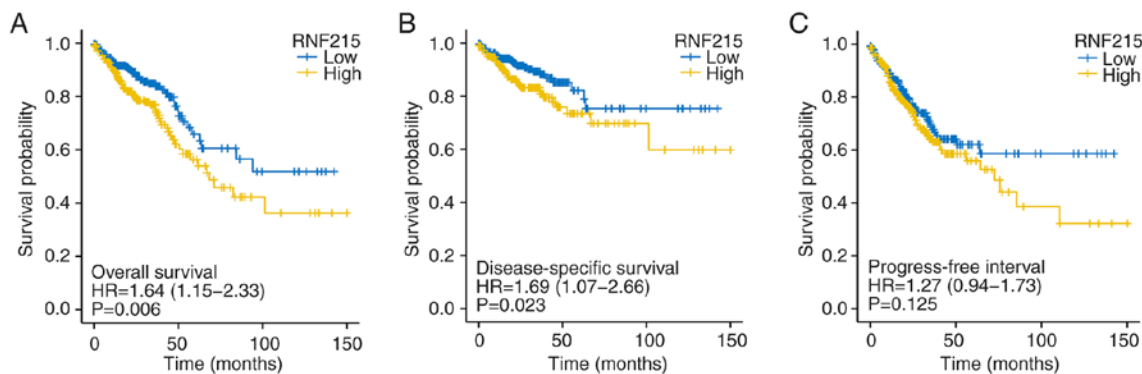 A
RNF215
Low
High
Survival probability
1.0
0.8
0.6
0.4
0.2
0.0
Overall survival
HR=1.64 (1.15–2.33)
P=0.006
0 50 100 150
Time (months)
B
RNF215
Low
High
Survival probability
1.0
0.8
0.6
0.4
0.2
0.0
Disease-specific survival
HR=1.69 (1.07–2.66)
P=0.023
0 50 100 150
Time (months)
C
RNF215
Low
High
Survival probability
1.0
0.8
0.6
0.4
0.2
0.0
Progress-free interval
HR=1.27 (0.94–1.73)
P=0.125
0 50 100 150
Time (months)